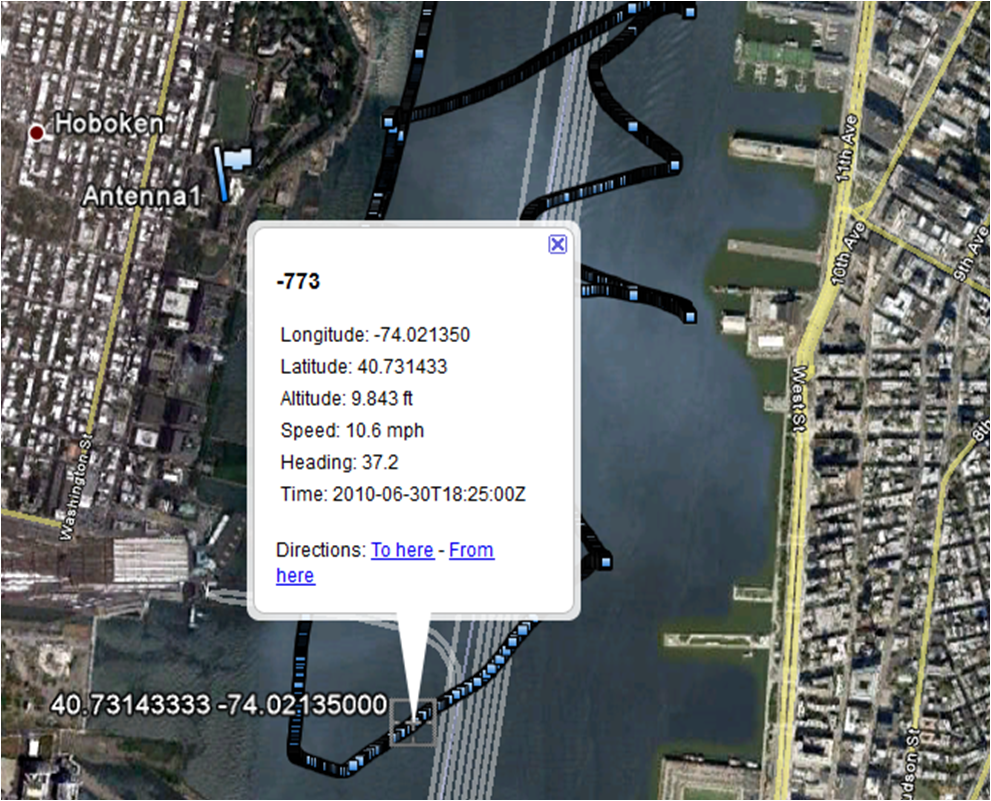 Hoboken
Antenna1
11th Ave
10th Ave
9th Ave
-773
Longitude: -74.021350
Latitude: 40.731433
Altitude: 9.843 ft
Speed: 10.6 mph
Heading: 37.2
Time: 2010-06-30T18:25:00Z
Directions: To here - From
here
West St
8th
Washington St
40.73143333 -74.02135000
dson St